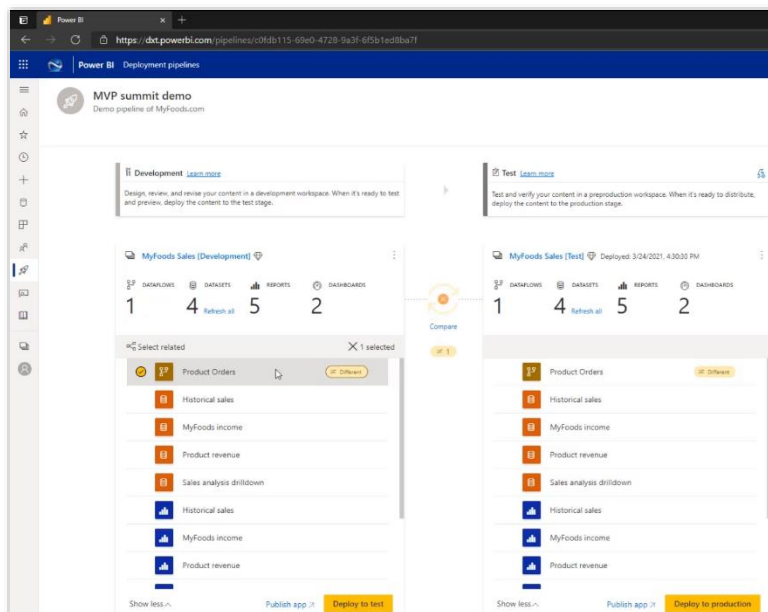 Power BI
https://dxt.powerbi.com/pipelines/c0fdb115-69e0-4728-9a3f-6f5b1ed8ba7f
Power BI Deployment pipelines
MVP summit demo
Demo pipeline of MyFoods.com
Development Learn more
Design, review, and revise your content in a development workspace. When it's ready to test
and preview, deploy the content to the test stage.
Test Learn more
Test and verify your content in a preproduction workspace. When it's ready to distribute,
deploy the content to the production stage.
MyFoods Sales [Development]
DATAFLOWS DATASETS REPORTS DASHBOARDS
1 4 Refresh all 5 2
Select related 1 selected
Product Orders Different
Historical sales
MyFoods income
Product revenue
Sales analysis drilldown
Historical sales
MyFoods income
Product revenue
Show less Publish app Deploy to test
Compare
1
MyFoods Sales [Test] Deployed: 3/24/2021, 4:30:30 PM
DATAFLOWS DATASETS REPORTS DASHBOARDS
1 4 Refresh all 5 2
Product Orders Different
Historical sales
MyFoods income
Product revenue
Sales analysis drilldown
Historical sales
MyFoods income
Product revenue
Show less Publish app Deploy to production